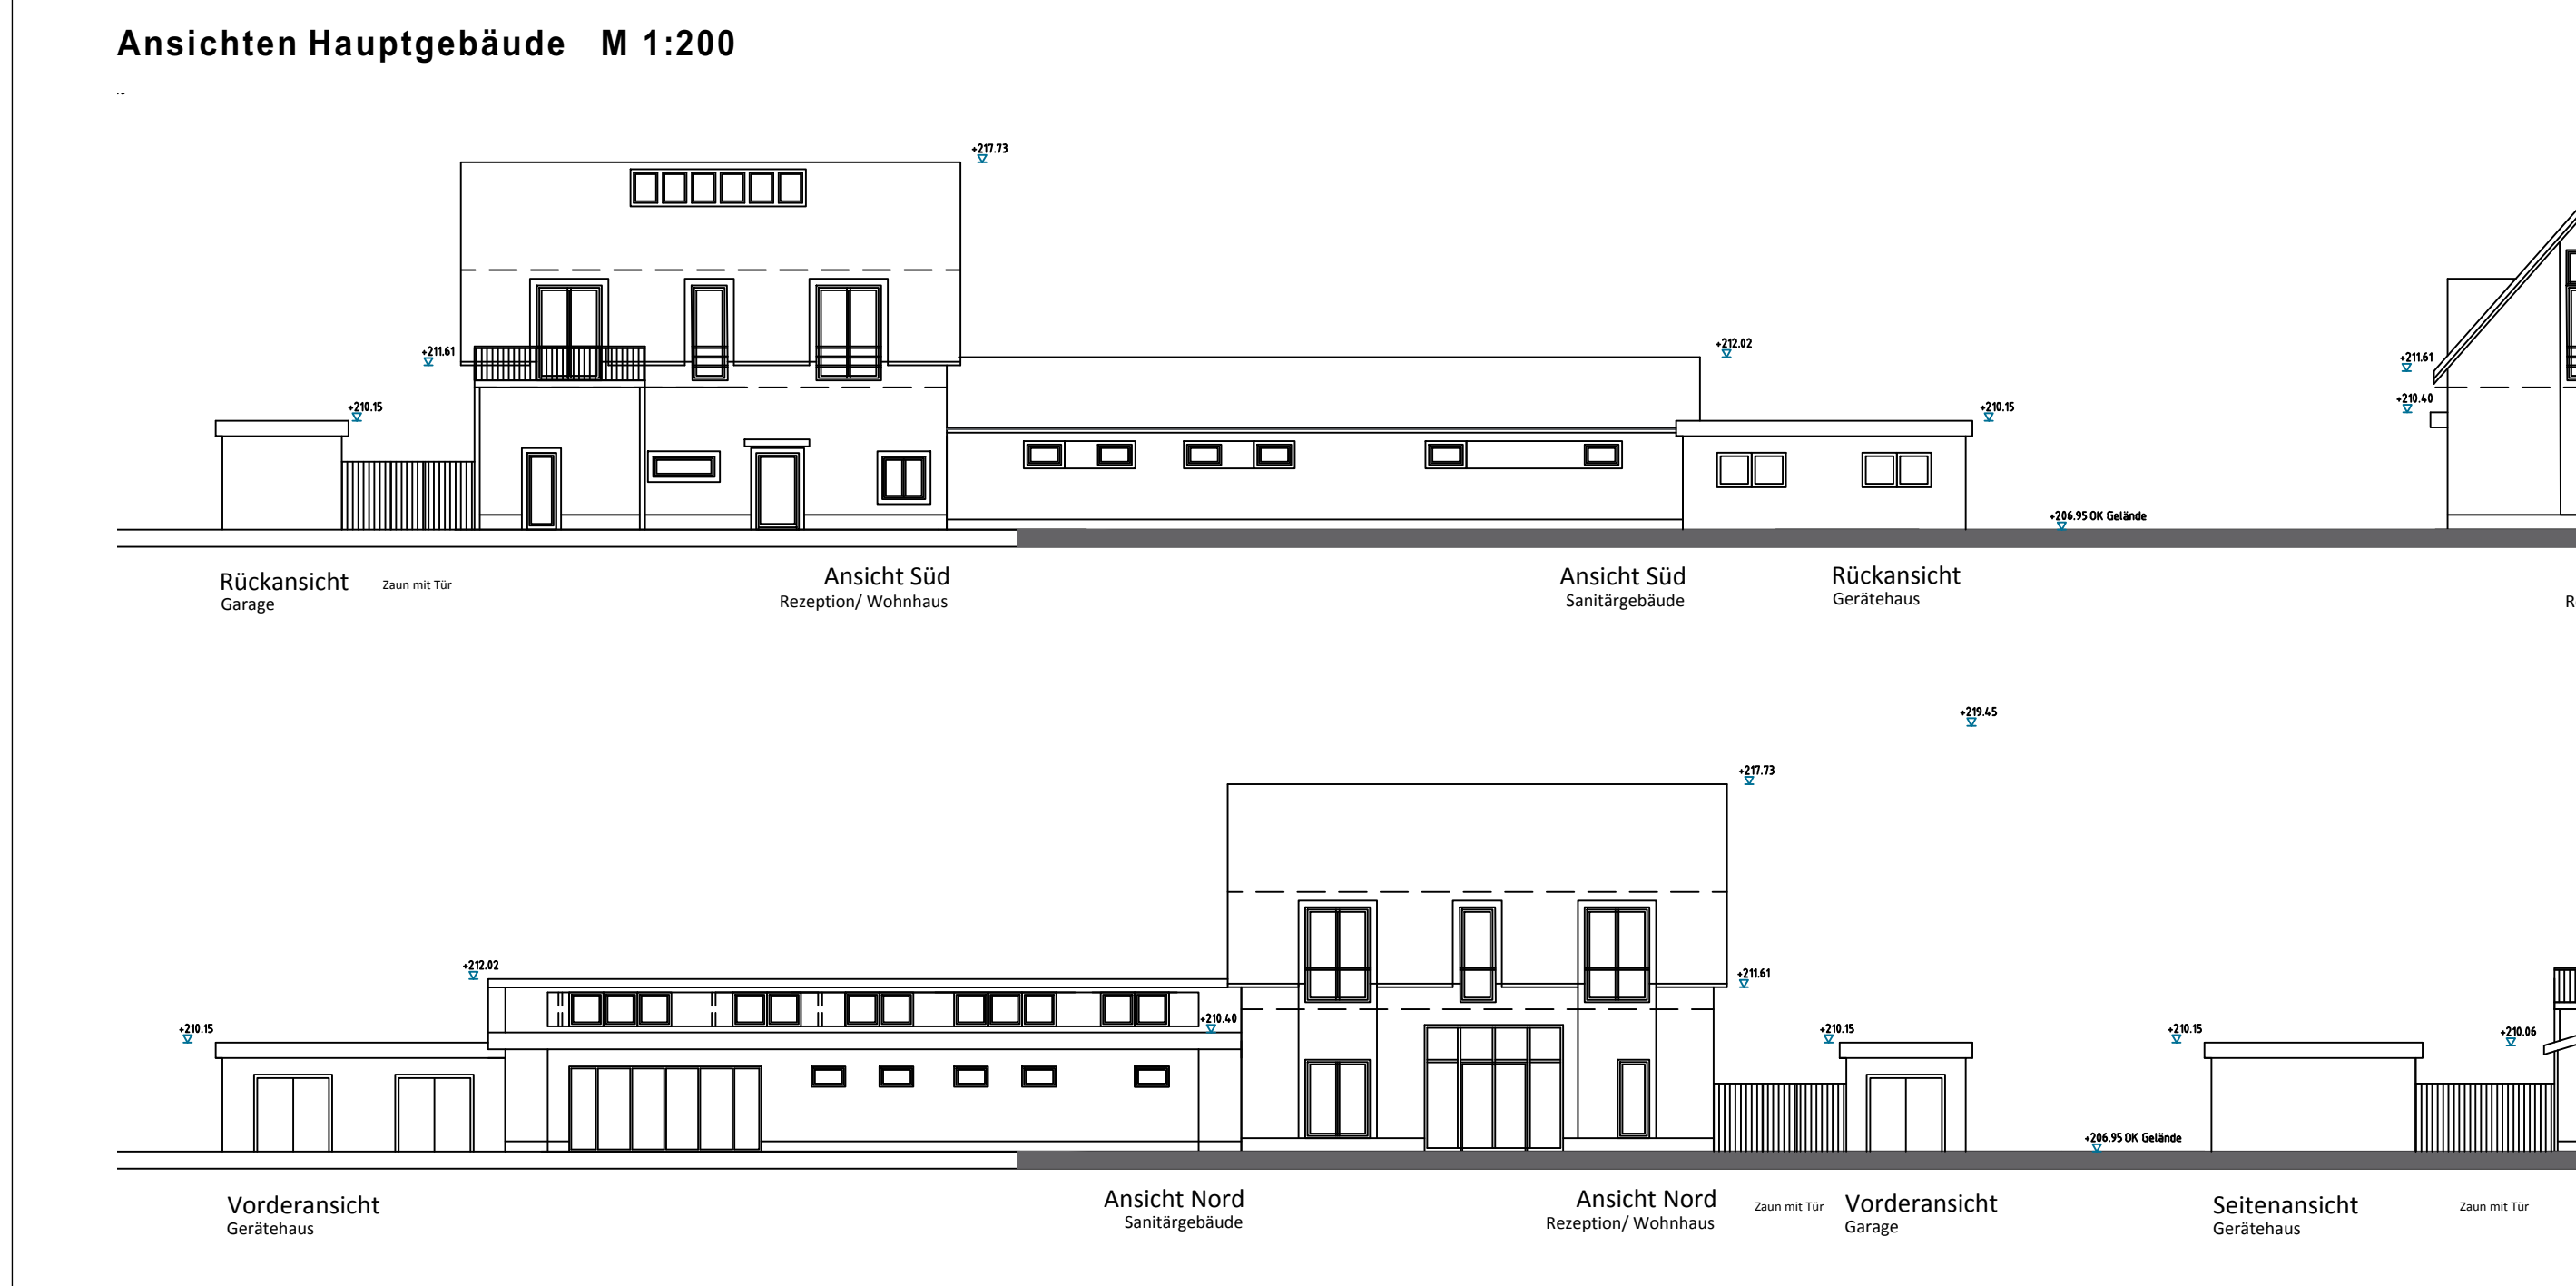 Ansichten Hauptgebäude M 1:200
+217.73
+211.61
+212.02
+211.61
+210.15
+210.15
+210.40
+206.95 OK Gelände
Rückansicht
Garage
Zaun mit Tür
Ansicht Süd
Rezeption/ Wohnhaus
Ansicht Süd
Sanitärgebäude
Rückansicht
Gerätehaus
R
+219.45
+217.73
+212.02
+211.61
+210.15
+210.40
+210.15
+210.15
+210.06
+206.95 OK Gelände
Vorderansicht
Gerätehaus
Ansicht Nord
Sanitärgebäude
Ansicht Nord
Rezeption/ Wohnhaus
Zaun mit Tür
Vorderansicht
Garage
Seitenansicht
Gerätehaus
Zaun mit Tür